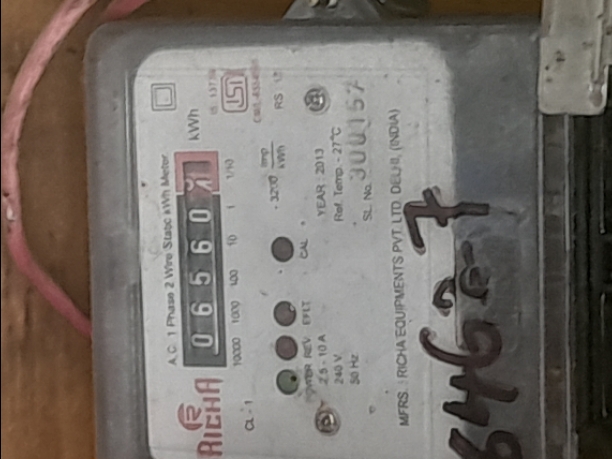 A.C. 1 Phase 2 Wire Static kWh Meter
RICHA
0 6 5 6 0
kWh
10000 1000 100 10 1 1/10
CL : 1
3200 imp/kWh
POWER REV EFLT CAL
2.5 - 10 A
240 V
50 Hz
YEAR : 2013
Ref. Temp. - 27°C
SL. No. 300157
MFRS. : RICHA EQUIPMENTS PVT. LTD. DELHI, (INDIA)